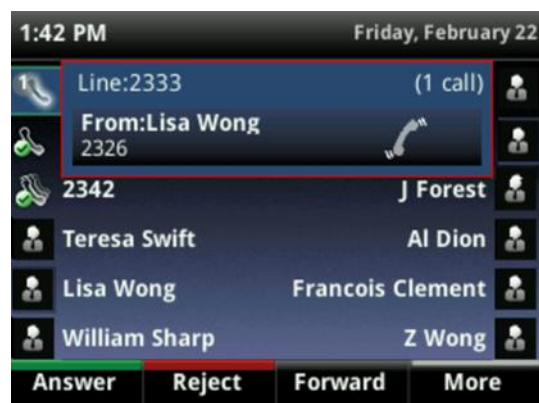 1:42 PM Friday, February 22
1 Line:2333 (1 call)
From:Lisa Wong
2326
2342 J Forest
Teresa Swift Al Dion
Lisa Wong Francois Clement
William Sharp Z Wong
Answer Reject Forward More